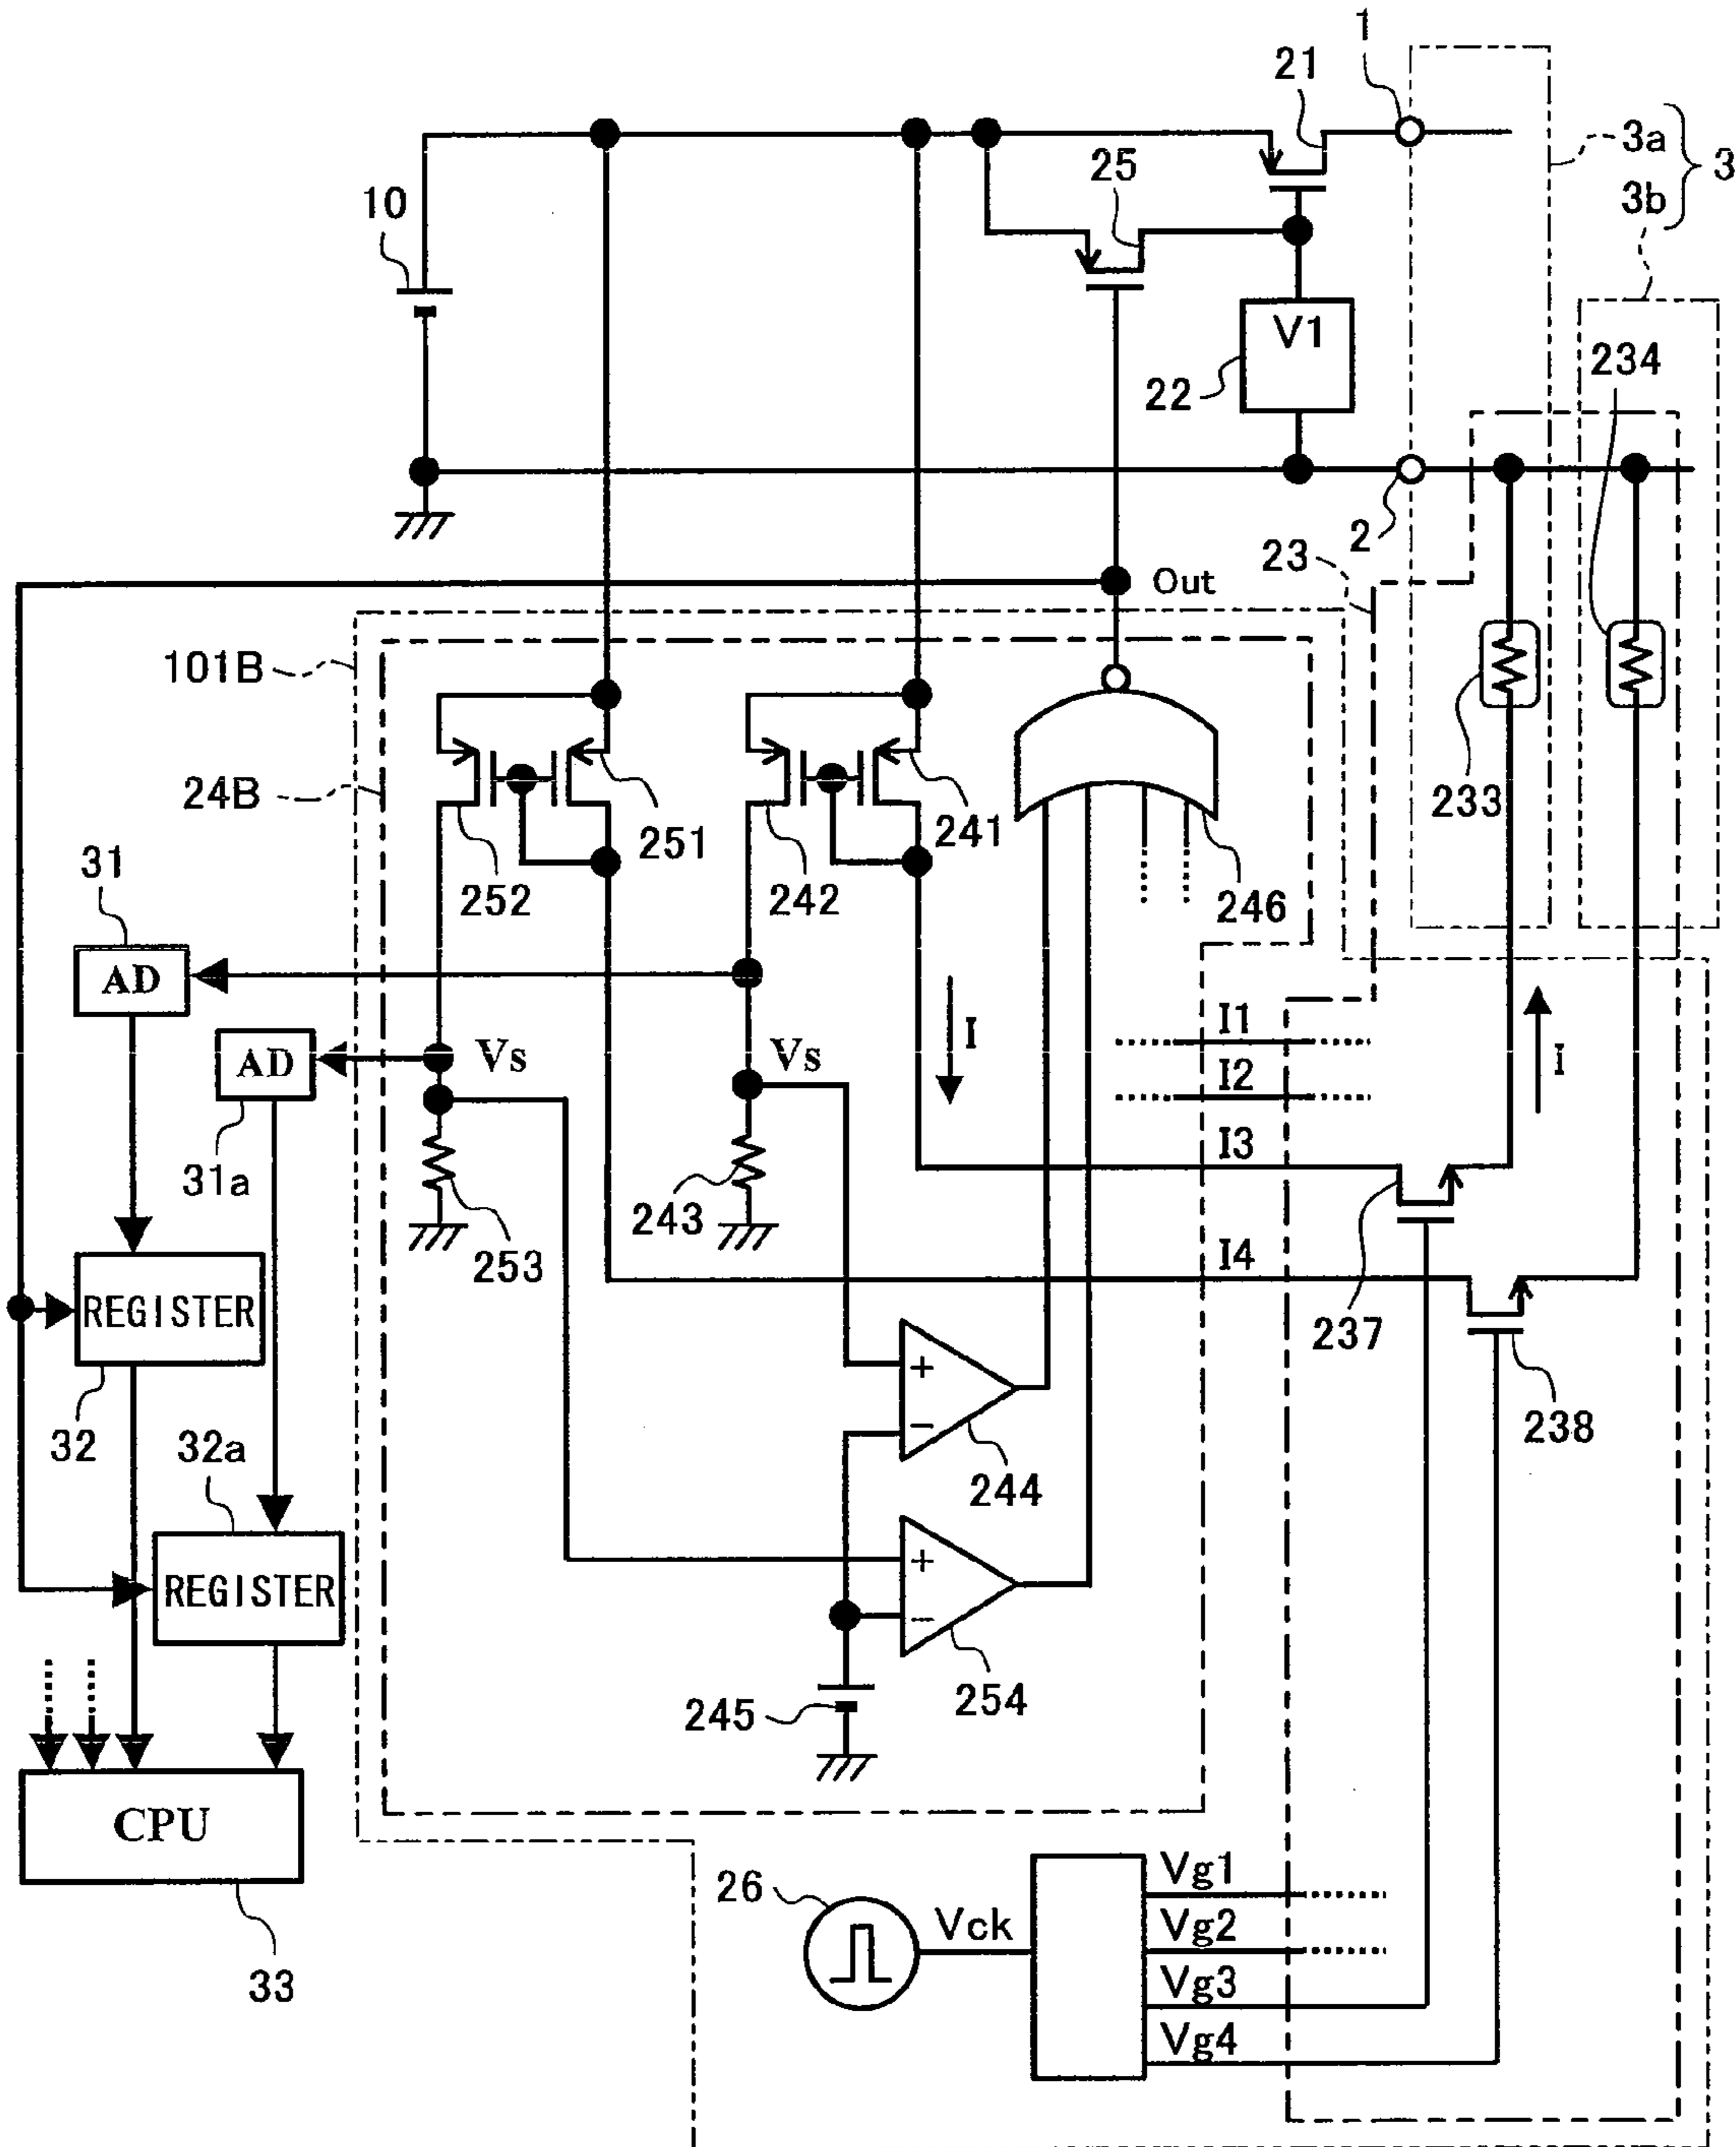 1
21
3a
3
3b
25
10
V1
22
234
2
23
Out
101B
233
24B
251
241
252
242
246
31
AD
I
I1
AD
Vs
Vs
I2
I
31a
I3
243
253
I4
REGISTER
237
+
-
238
32
32a
244
+
REGISTER
-
245
254
CPU
Vg1
26
Vck
Vg2
33
Vg3
Vg4